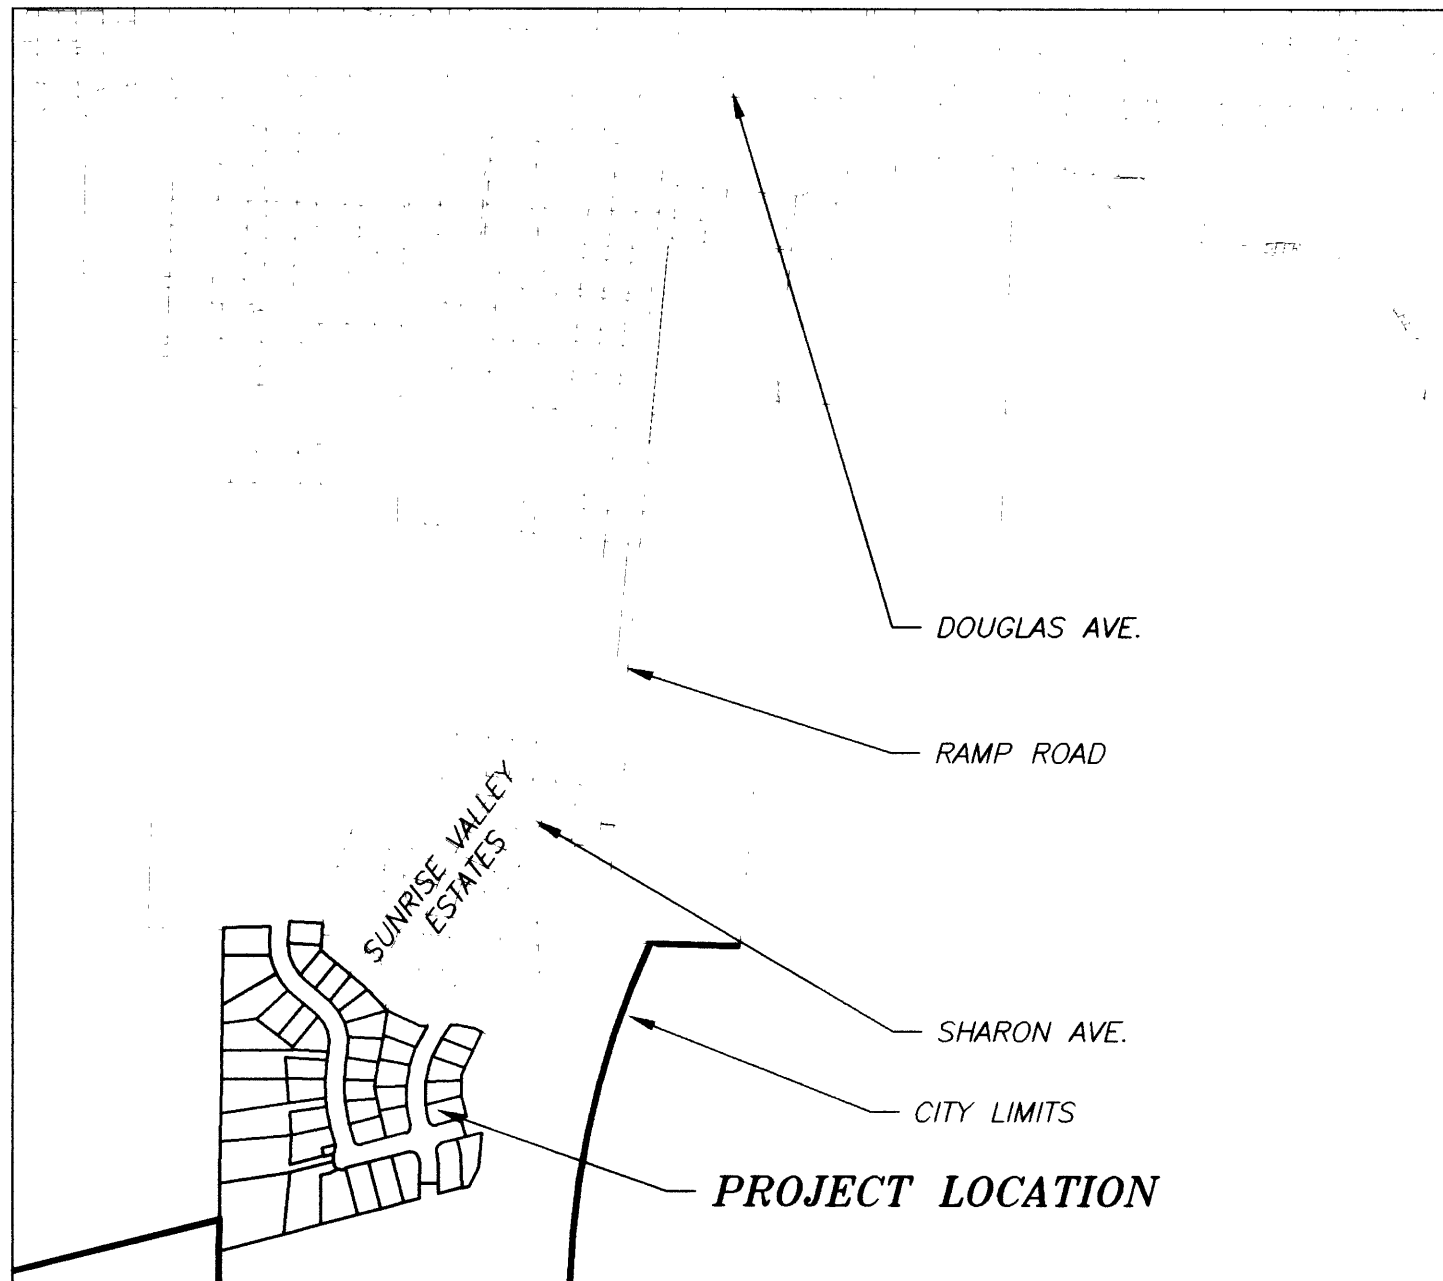 DOUGLAS AVE.
RAMP ROAD
SUNRISE VALLEY
ESTATES
SHARON AVE.
CITY LIMITS
PROJECT LOCATION